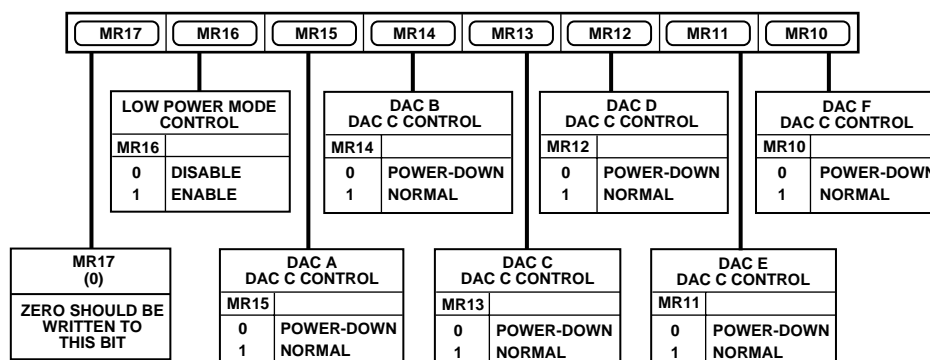 MR17 MR16 MR15 MR14 MR13 MR12 MR11 MR10
LOW POWER MODE
CONTROL
MR16
0 DISABLE
1 ENABLE
DAC B
DAC C CONTROL
MR14
0 POWER-DOWN
1 NORMAL
DAC D
DAC C CONTROL
MR12
0 POWER-DOWN
1 NORMAL
DAC F
DAC C CONTROL
MR10
0 POWER-DOWN
1 NORMAL
MR17
(0)
ZERO SHOULD BE
WRITTEN TO
THIS BIT
DAC A
DAC C CONTROL
MR15
0 POWER-DOWN
1 NORMAL
DAC C
DAC C CONTROL
MR13
0 POWER-DOWN
1 NORMAL
DAC E
DAC C CONTROL
MR11
0 POWER-DOWN
1 NORMAL